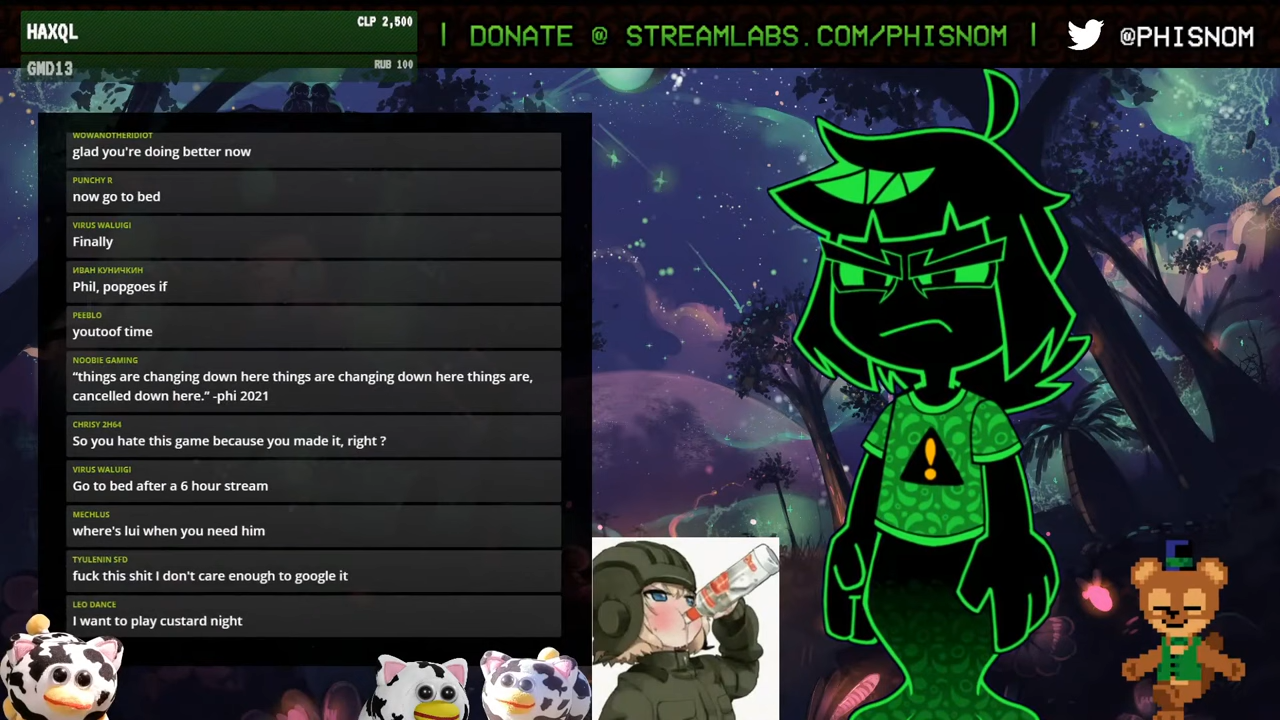 HAXQL
CLP 2,500
GMD13
RUB 100
| DONATE @ STREAMLABS.COM/PHISNOM |
@PHISNOM
WOWANOTHERIDIOT
glad you're doing better now
PUNCHY R
now go to bed
VIRUS WALUIGI
Finally
ИВАН КУНИЧКИН
Phil, popgoes if
PEEBLO
youtoof time
NOOBIE GAMING
“things are changing down here things are changing down here things are,
cancelled down here.” -phi 2021
CHRISY 2H64
So you hate this game because you made it, right ?
VIRUS WALUIGI
Go to bed after a 6 hour stream
MECHLUS
where's lui when you need him
TYULENIN SFD
fuck this shit I don't care enough to google it
LEO DANCE
I want to play custard night
!